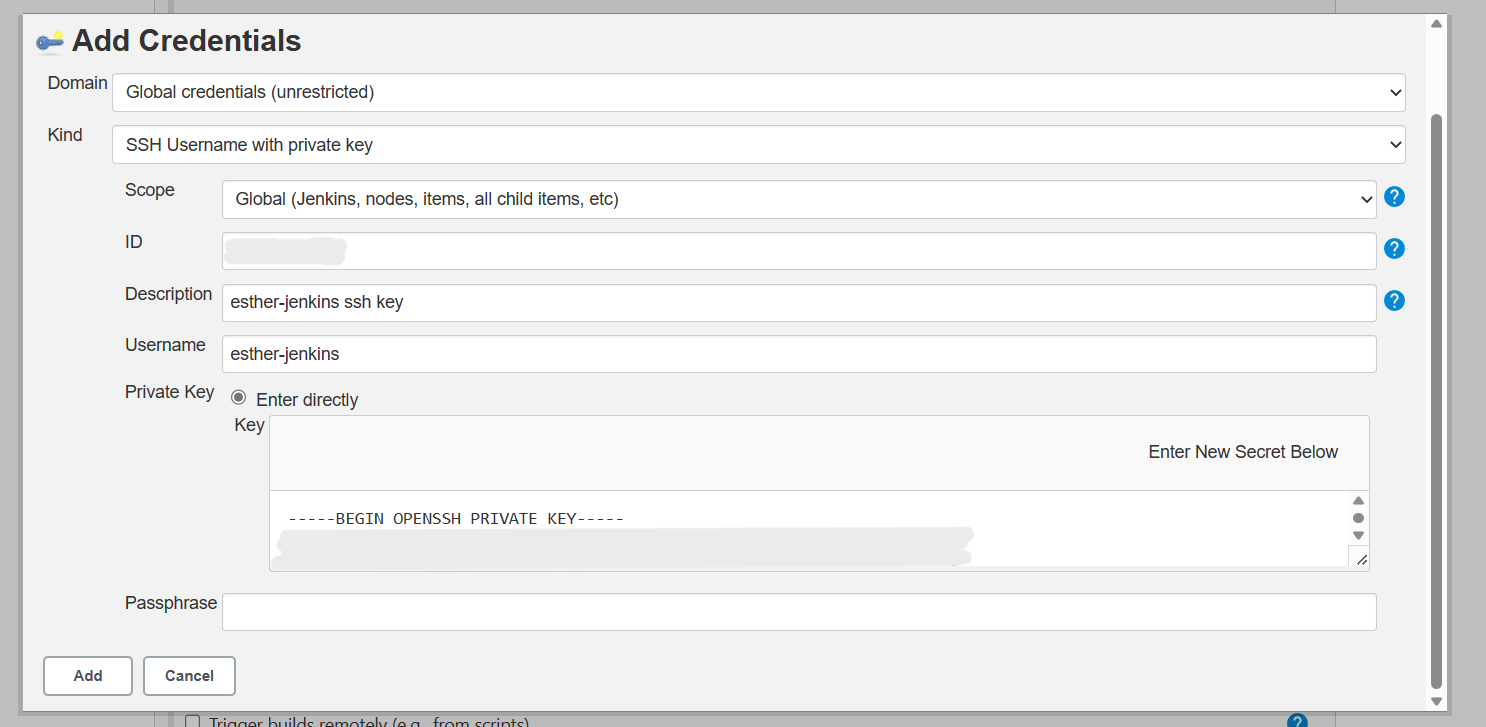 Add Credentials
Domain
Global credentials (unrestricted)
Kind
SSH Username with private key
Scope
Global (Jenkins, nodes, items, all child items, etc)
?
ID
?
Description
esther-jenkins ssh key
?
Username
esther-jenkins
Private Key
Enter directly
Key
Enter New Secret Below
-----BEGIN OPENSSH PRIVATE KEY-----
Passphrase
Add
Cancel
Trigger builds remotely (e.g., from scripts)
?